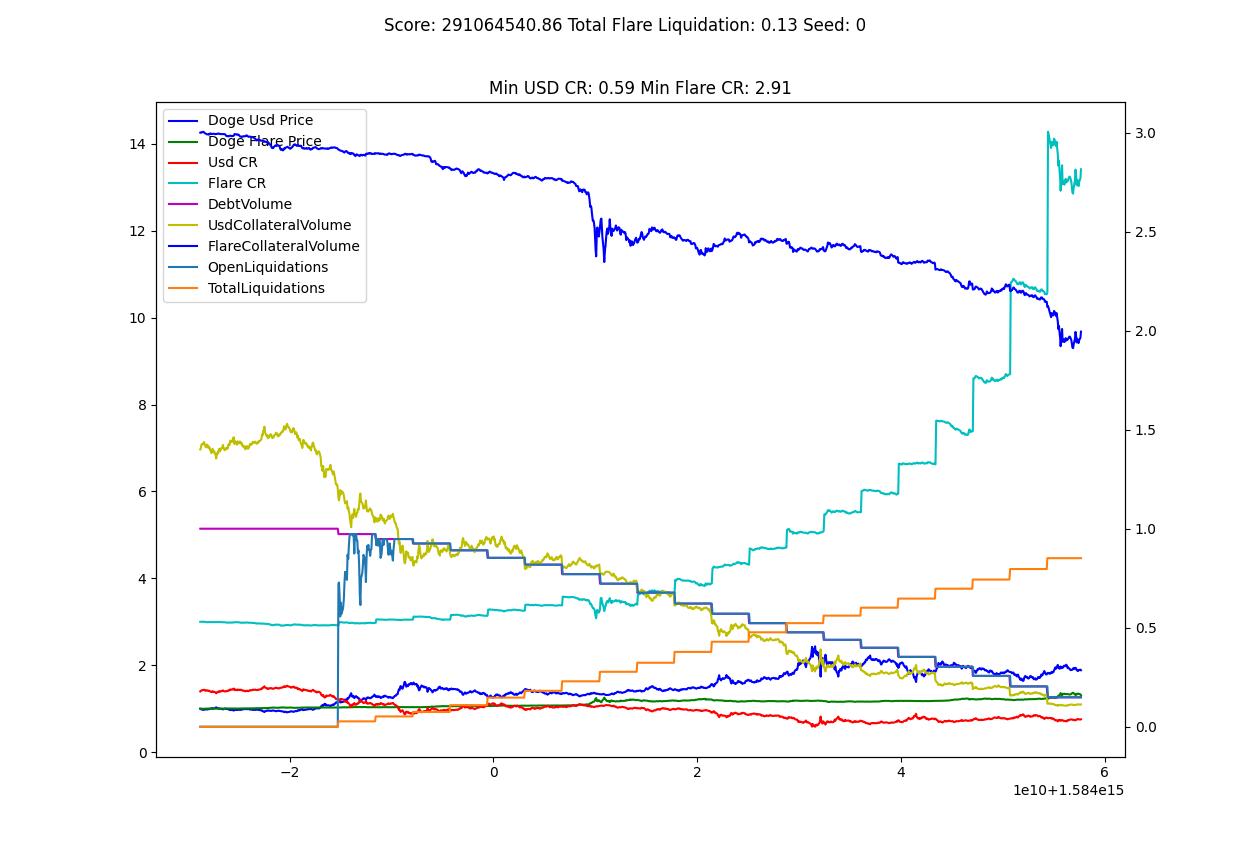 Score: 291064540.86 Total Flare Liquidation: 0.13 Seed: 0
Min USD CR: 0.59 Min Flare CR: 2.91
Doge Usd Price
Doge Flare Price
Usd CR
Flare CR
DebtVolume
UsdCollateralVolume
FlareCollateralVolume
OpenLiquidations
TotalLiquidations
14
12
10
8
6
4
2
0
3.0
2.5
2.0
1.5
1.0
0.5
0.0
−2
0
2
4
6
1e10+1.584e15